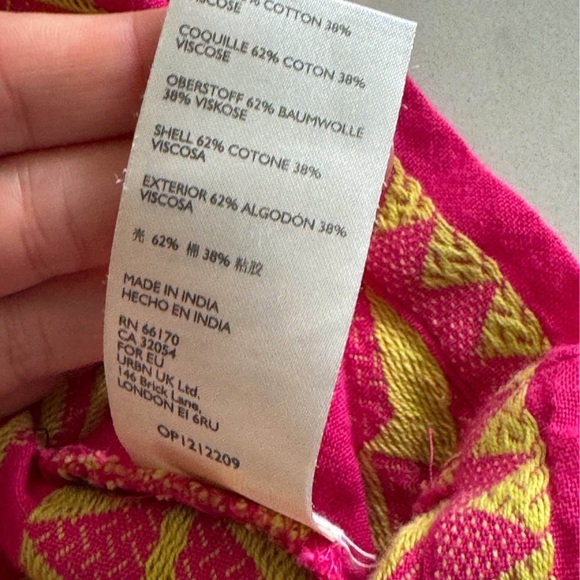 % COTTON 38%
VISCOSE
COQUILLE 62% COTON 38%
VISCOSE
OBERSTOFF 62% BAUMWOLLE
38% VISKOSE
SHELL 62% COTONE 38%
VISCOSA
EXTERIOR 62% ALGODÓN 38%
VISCOSA
壳 62% 棉 38% 粘胶
MADE IN INDIA
HECHO EN INDIA
RN 66170
CA 32054
FOR EU
URBN UK Ltd.
146 Brick Lane,
LONDON E1 6RU
OP1212209